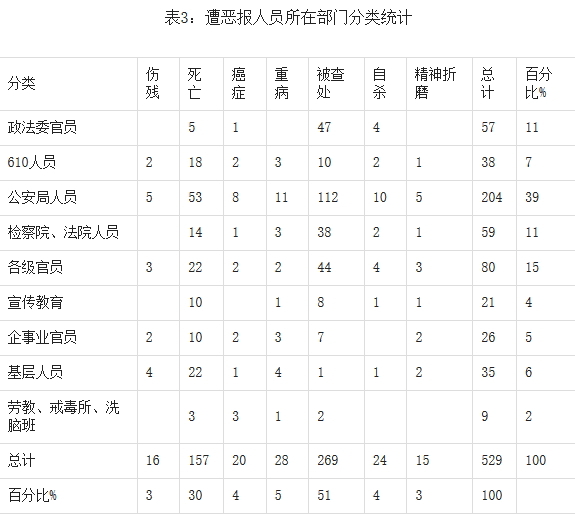 表3：遭恶报人员所在部门分类统计
分类 伤残 死亡 癌症 重病 被查处 自杀 精神折磨 总计 百分比%
政法委官员 5 1 47 4 57 11
610人员 2 18 2 3 10 2 1 38 7
公安局人员 5 53 8 11 112 10 5 204 39
检察院、法院人员 14 1 3 38 2 1 59 11
各级官员 3 22 2 2 44 4 3 80 15
宣传教育 10 1 8 1 1 21 4
企事业官员 2 10 2 3 7 2 26 5
基层人员 4 22 1 4 1 1 2 35 6
劳教、戒毒所、洗脑班 3 3 1 2 9 2
总计 16 157 20 28 269 24 15 529 100
百分比% 3 30 4 5 51 4 3 100